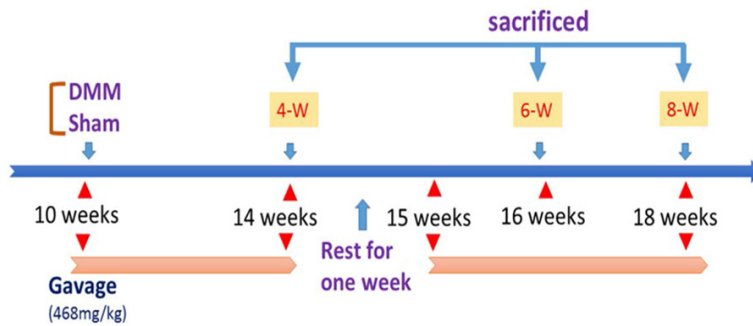 sacrificed
DMM
Sham
4-W
6-W
8-W
10 weeks
14 weeks
15 weeks
16 weeks
18 weeks
Rest for
one week
Gavage
(468mg/kg)